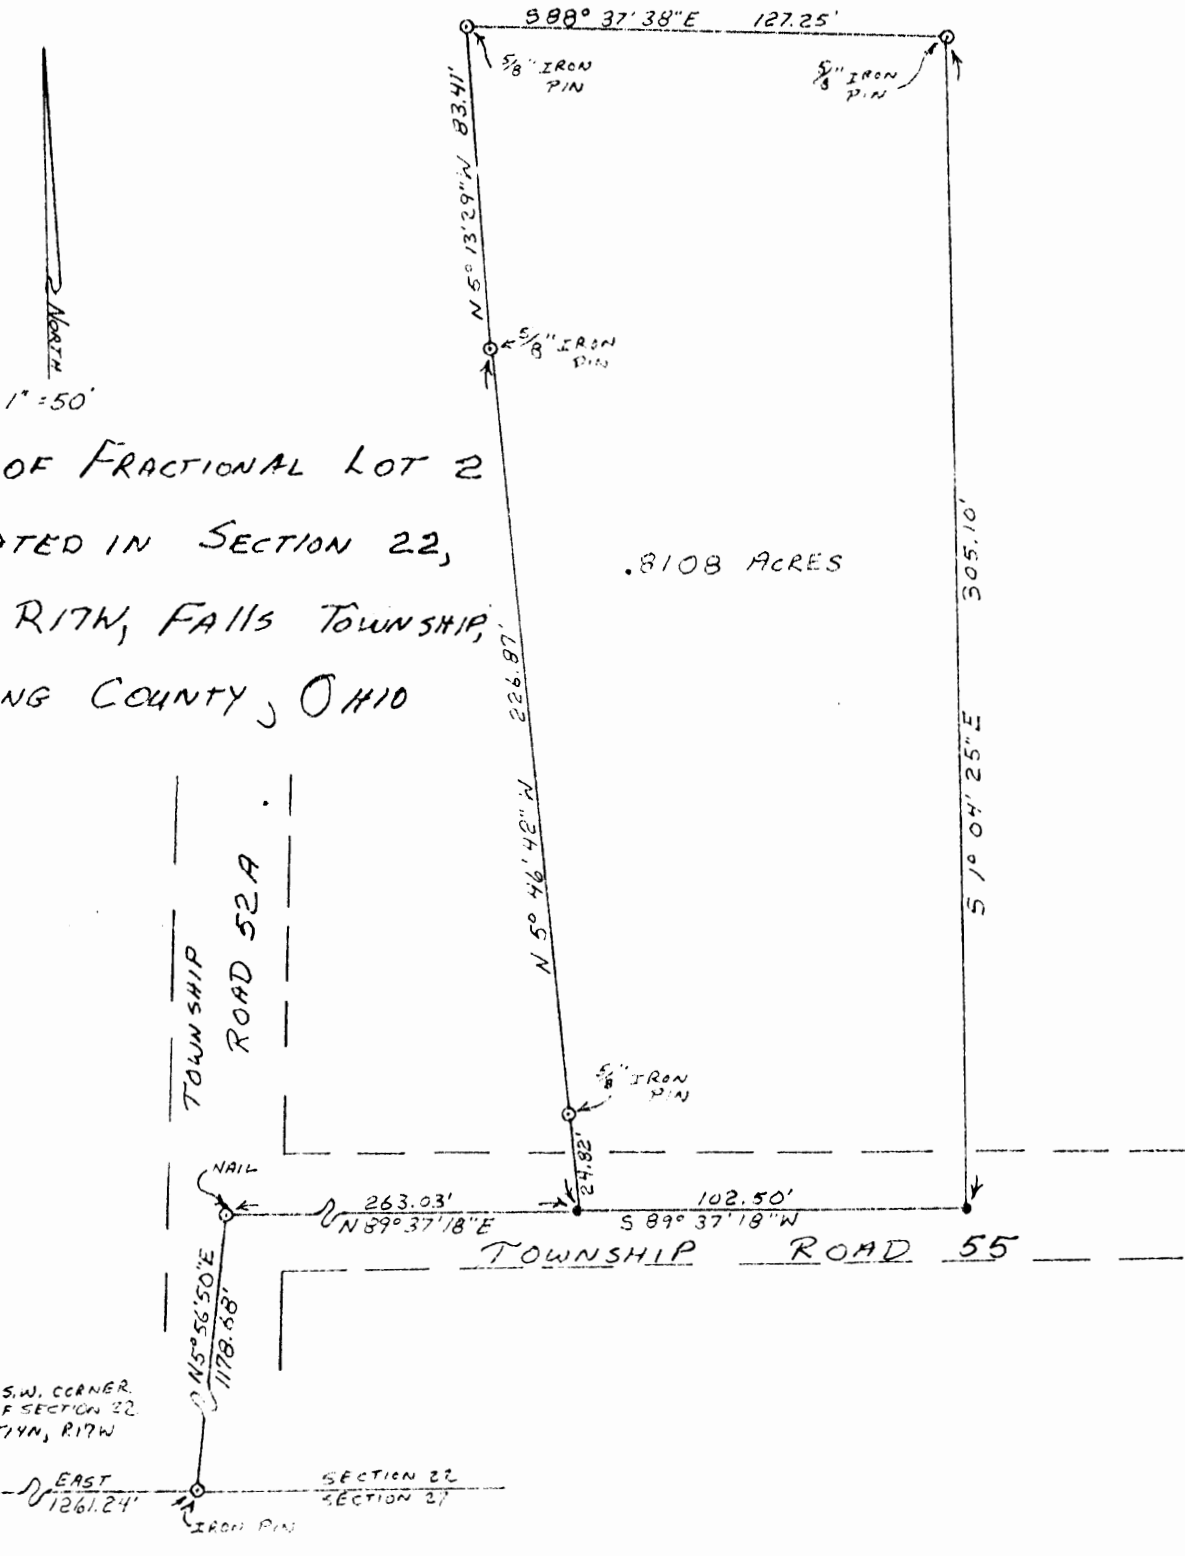 S 88° 37' 38" E 127.25'
5/8" IRON
PIN
5/8" IRON
PIN
N 5° 13' 29" W 83.41'
NORTH
5/8" IRON
PIN
1" = 50'
OF FRACTIONAL LOT 2
ATED IN SECTION 22,
R17W, FAllS TOWNSHIP,
NG COUNTY, OHIO
.8108 ACRES
305.10'
S 1° 04' 25" E
226.87'
N 5° 46' 42" W
TOWNSHIP
ROAD 52A
5/8" IRON
PIN
24.82'
NAIL
263.03'
N 89° 37' 18" E
102.50'
S 89° 37' 18" W
TOWNSHIP ROAD 55
N 5° 56' 50" E
1178.68'
S.W. CORNER
F SECTION 22
T14N, R17W
EAST
1261.24'
SECTION 22
SECTION 27
IRON PIN